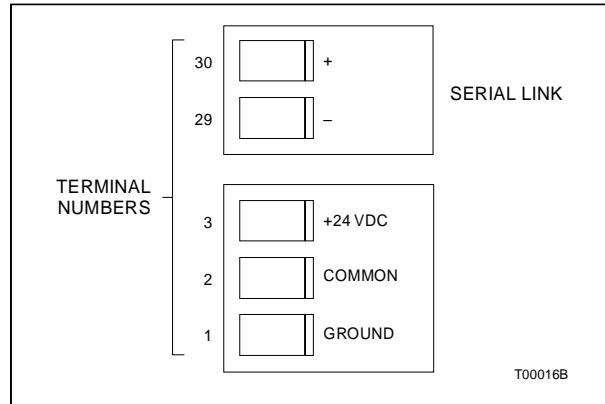 30 +
SERIAL LINK
29 –
TERMINAL
NUMBERS
3 +24 VDC
2 COMMON
1 GROUND
T00016B